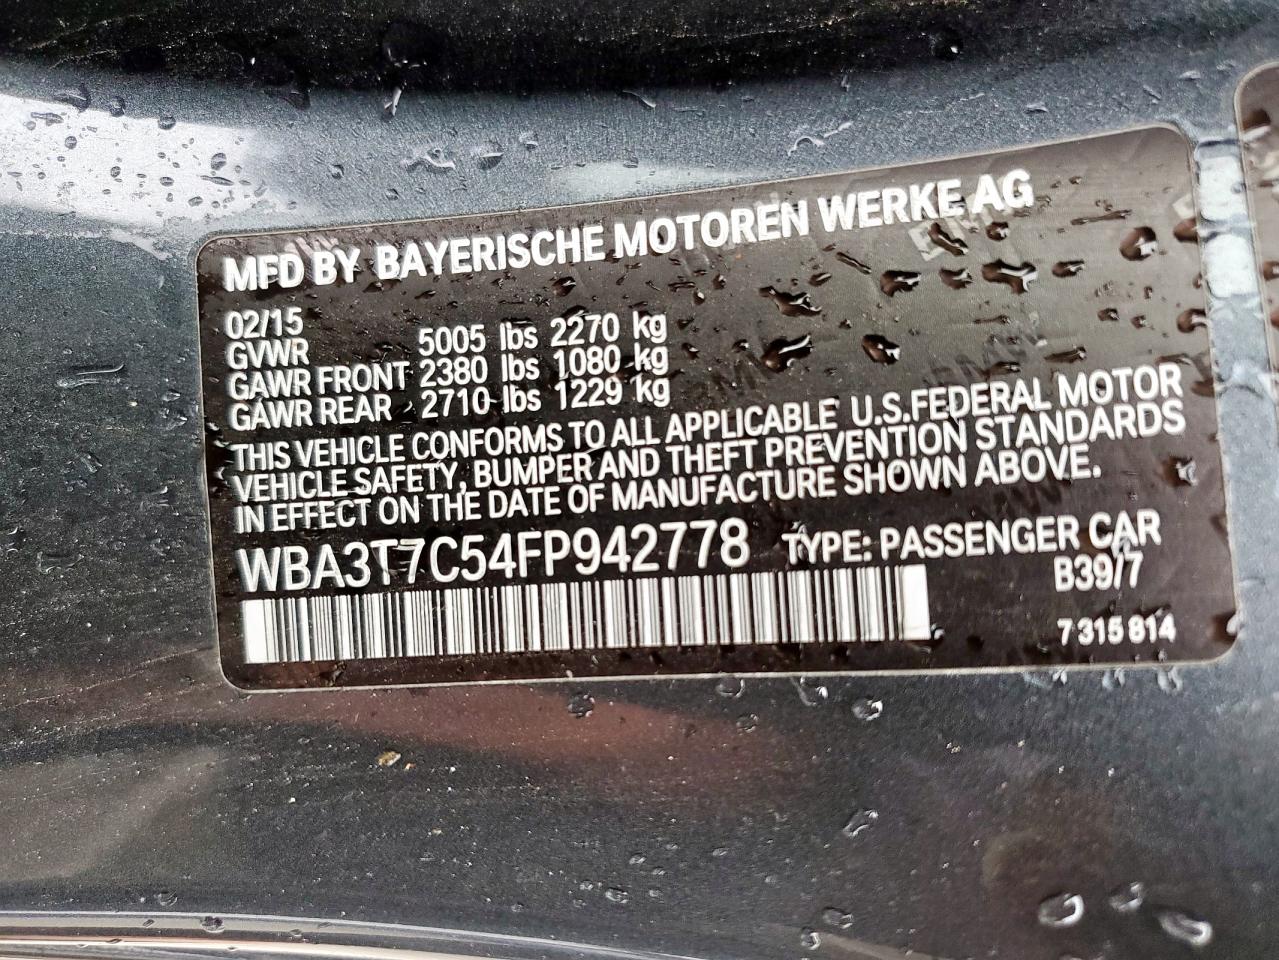 MFD BY BAYERISCHE MOTOREN WERKE AG
02/15
GVWR 5005 lbs 2270 kg
GAWR FRONT 2380 lbs 1080 kg
GAWR REAR 2710 lbs 1229 kg
THIS VEHICLE CONFORMS TO ALL APPLICABLE U.S.FEDERAL MOTOR
VEHICLE SAFETY, BUMPER AND THEFT PREVENTION STANDARDS
IN EFFECT ON THE DATE OF MANUFACTURE SHOWN ABOVE.
WBA3T7C54FP942778 TYPE: PASSENGER CAR
B39/7
7 315 814